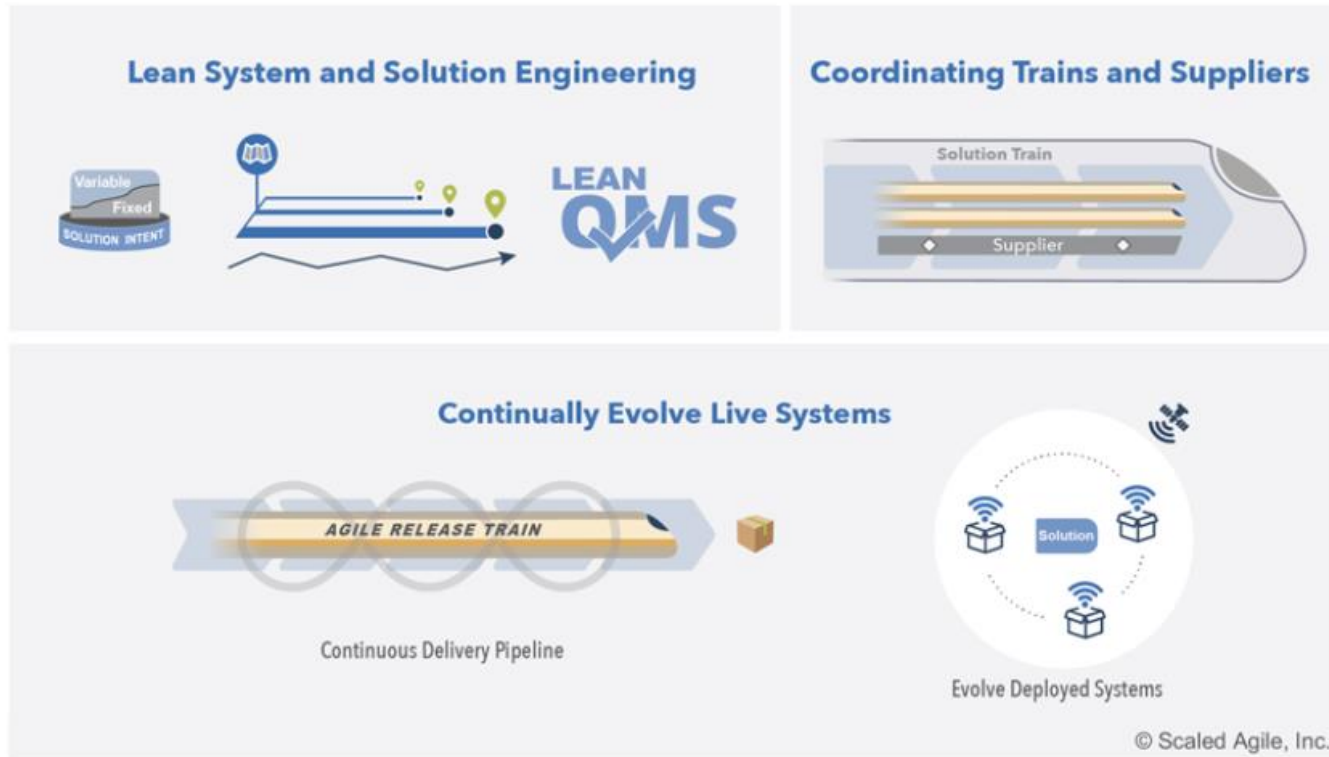 Lean System and Solution Engineering
Variable
Fixed
SOLUTION INTENT
LEAN
QMS
Coordinating Trains and Suppliers
Solution Train
Supplier
Continually Evolve Live Systems
AGILE RELEASE TRAIN
Continuous Delivery Pipeline
Solution
Evolve Deployed Systems
© Scaled Agile, Inc.